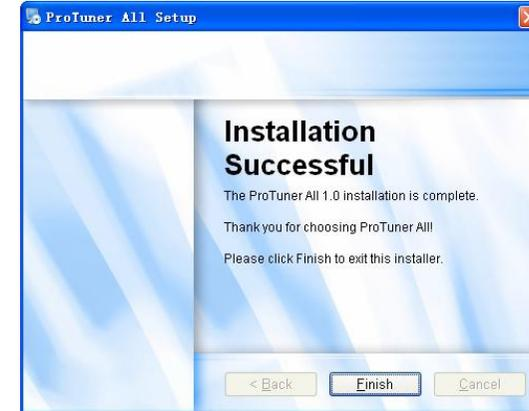 ProTuner All Setup
Installation
Successful
The ProTuner All 1.0 installation is complete.
Thank you for choosing ProTuner All!
Please click Finish to exit this installer.
< Back
Finish
Cancel